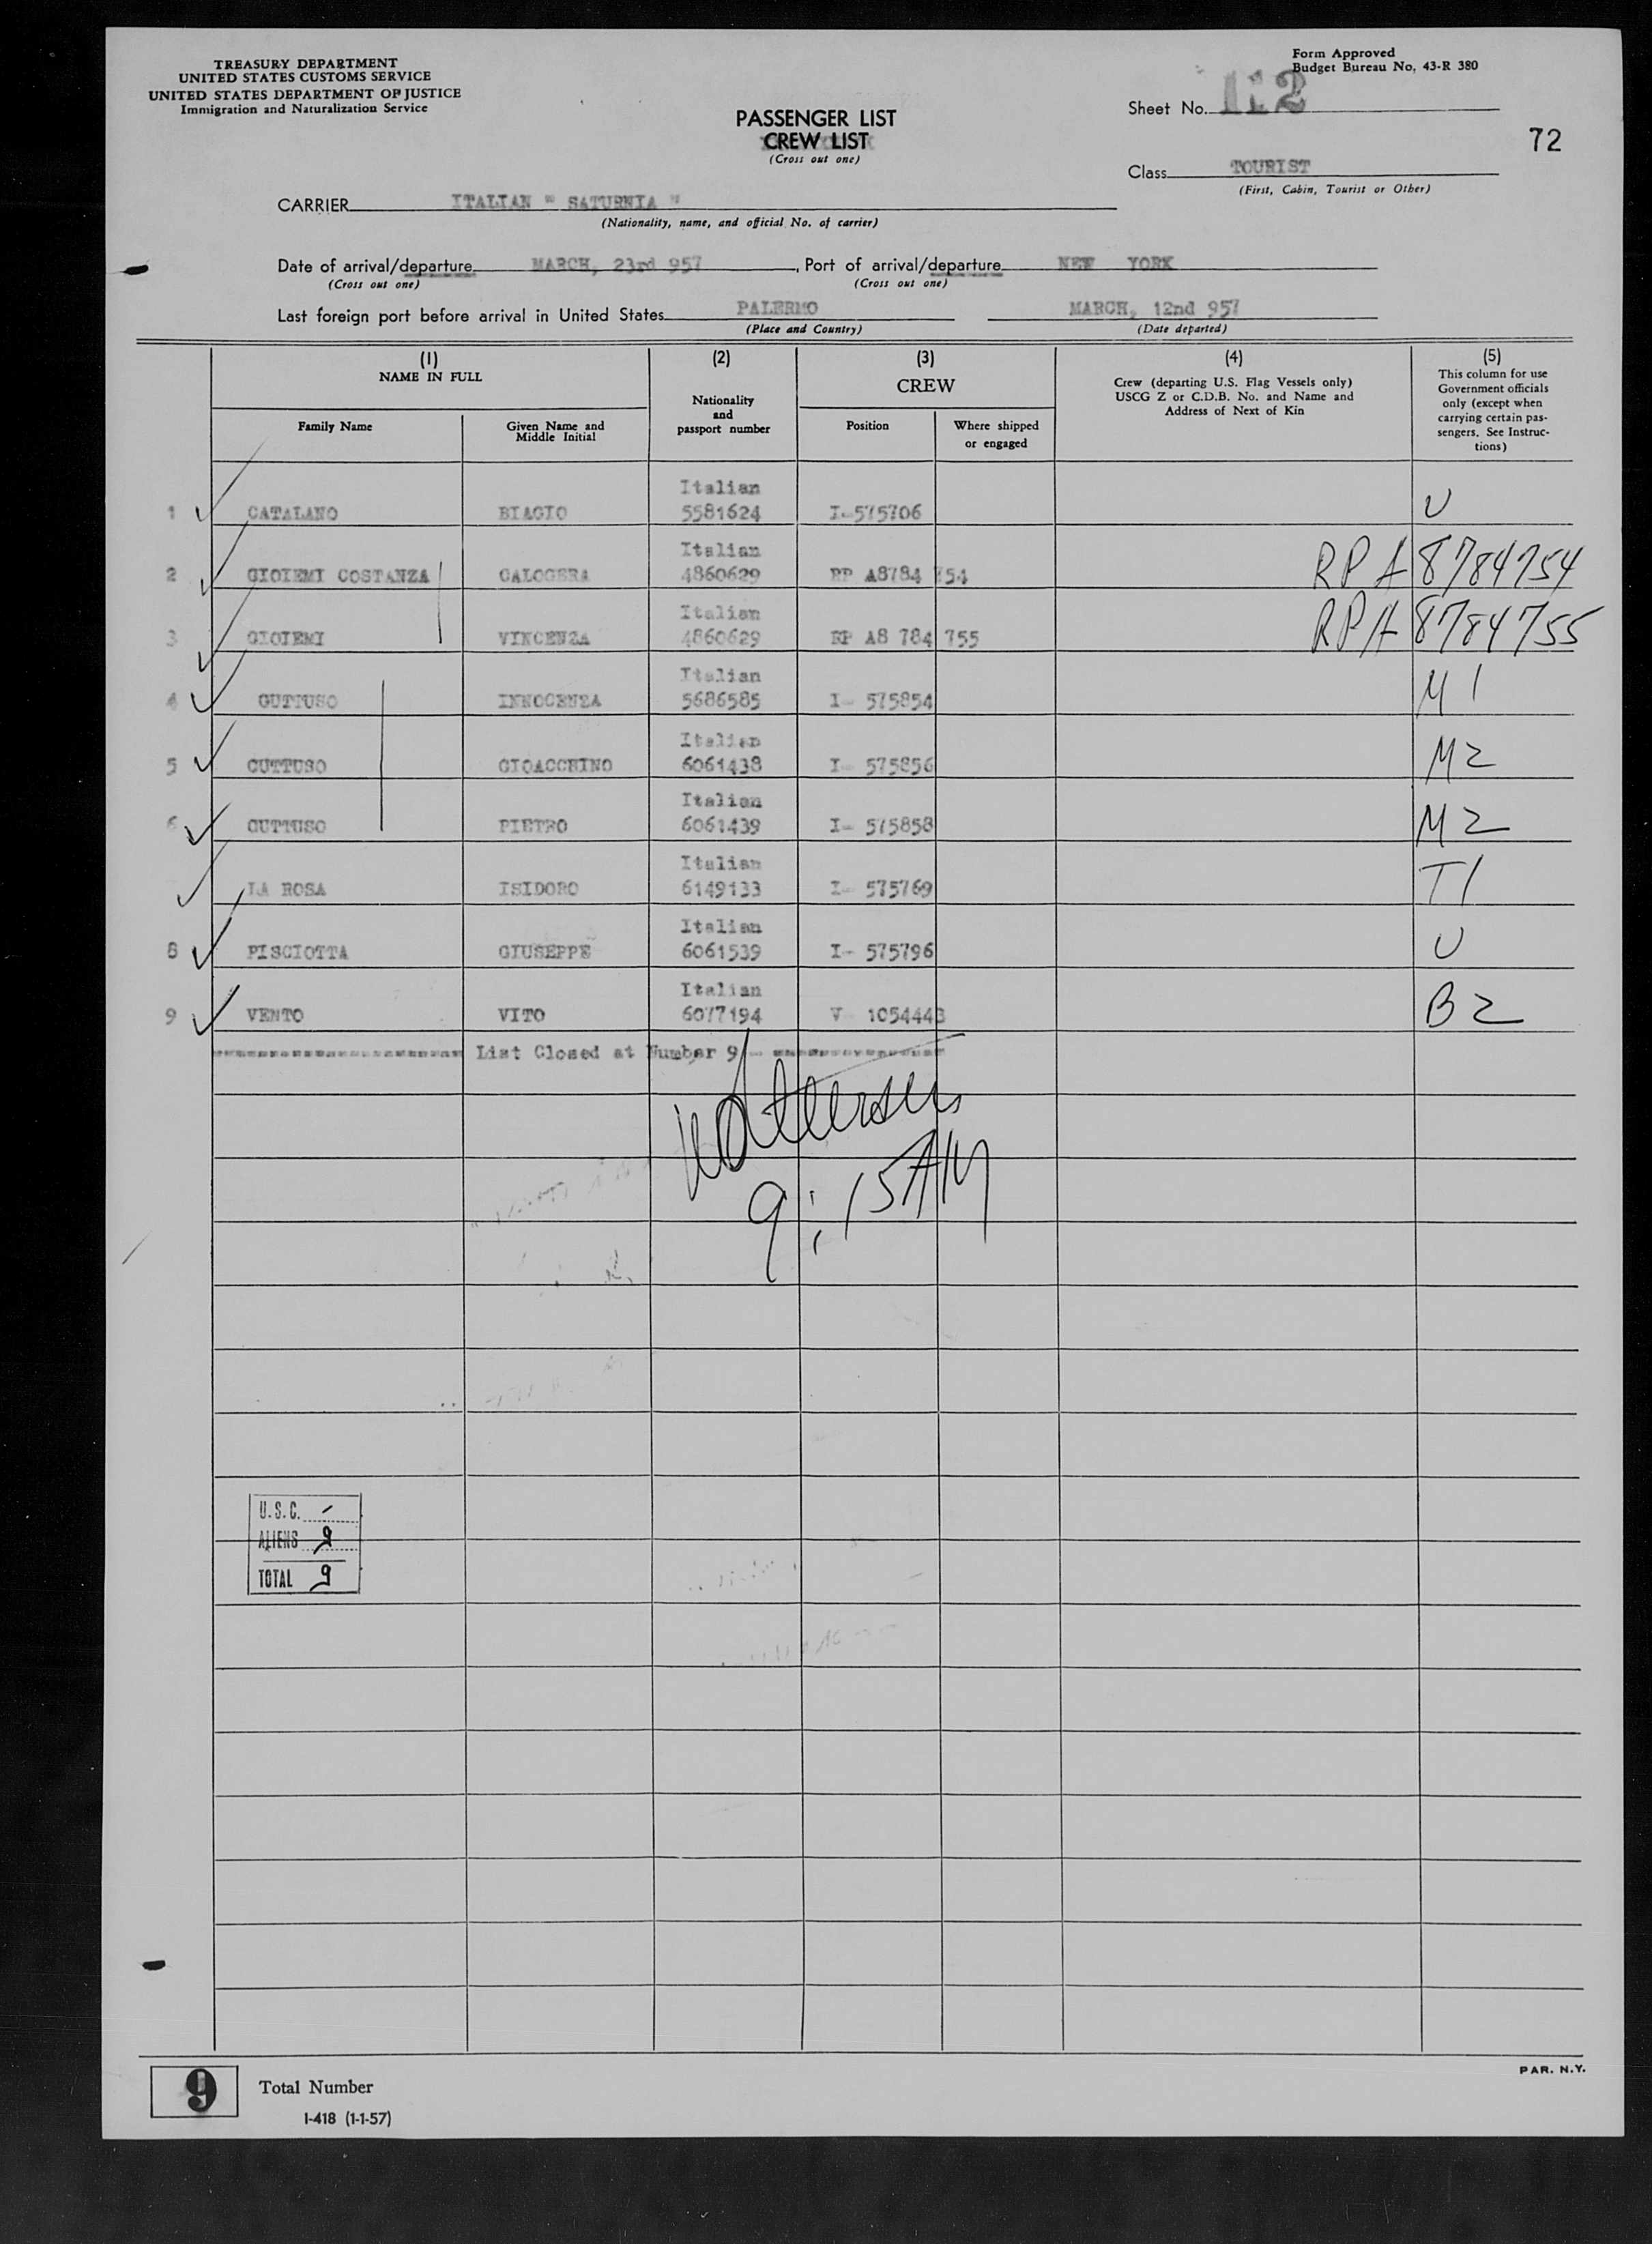 TREASURY DEPARTMENT
UNITED STATES CUSTOMS SERVICE
UNITED STATES DEPARTMENT OF JUSTICE
Immigration and Naturalization Service
Form Approved
Budget Bureau No. 43-R 380
PASSENGER LIST
CREW LIST
(Cross out one)
Sheet No. 112
72
Class TOURIST
(First, Cabin, Tourist or Other)
CARRIER ITALIAN " SATURNIA "
(Nationality, name, and official No. of carrier)
Date of arrival/departure MARCH, 23rd 957, Port of arrival/departure NEW YORK
(Cross out one) (Cross out one)
Last foreign port before arrival in United States PALERMO MARCH, 12nd 957
(Place and Country) (Date departed)
(1) NAME IN FULL
Family Name
Given Name and Middle Initial
(2)
Nationality and passport number
(3)
CREW
Position
Where shipped or engaged
(4)
Crew (departing U.S. Flag Vessels only)
USCG Z or C.D.B. No. and Name and
Address of Next of Kin
(5)
This column for use
Government officials
only (except when
carrying certain pas-
sengers. See Instruc-
tions)
Italian
1 CATALANO BIAGIO 5581624 I-575706 U
Italian
2 GIOIEMI COSTANZA CALOGERA 4860629 RP A8784 754 RPA 8784754
Italian
3 GIOIEMI VINCENZA 4860629 RP A8 784 755 RPA 8784755
Italian
4 GUTTUSO INNOCENZA 5686585 I- 575854 M 1
Italian
5 GUTTUSO GIOACCHINO 6061438 I- 575856 M2
Italian
6 GUTTUSO PIETRO 6061439 I- 575858 M2
Italian
LA ROSA ISIDORO 6149133 I- 575769 T1
Italian
8 PISCIOTTA GIUSEPPE 6061539 I- 575796 U
Italian
9 VENTO VITO 6077194 V 1054443 B2
List Closed at Number 9
9:15AM
U.S.C. -
ALIENS 9
TOTAL 9
9 Total Number
I-418 (1-1-57)
PAR. N.Y.